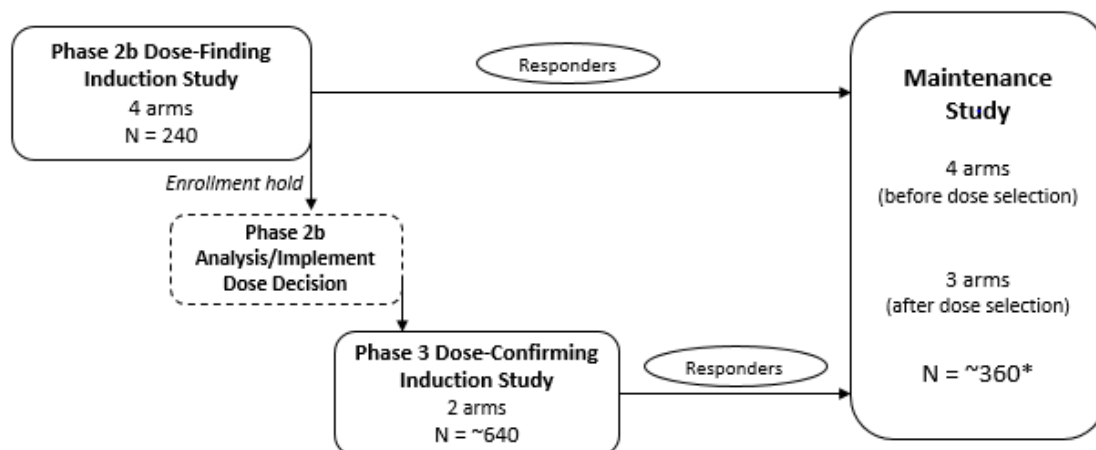 Phase 2b Dose-Finding
Induction Study
4 arms
N = 240
Responders
Enrollment hold
Phase 2b
Analysis/Implement
Dose Decision
Phase 3 Dose-Confirming
Induction Study
2 arms
N = ~640
Responders
Maintenance
Study
4 arms
(before dose selection)
3 arms
(after dose selection)
N = ~360*